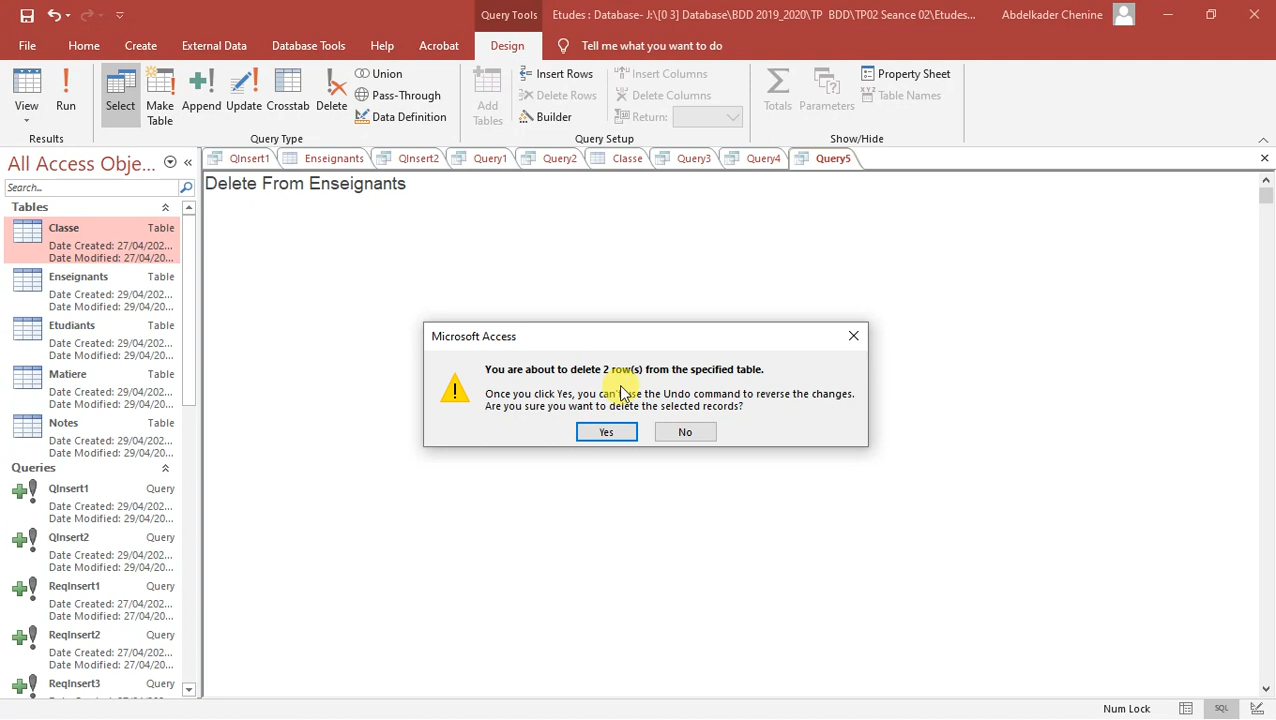 Query Tools
Etudes : Database- J:\[0 3] Database\BDD 2019_2020\TP BDD\TP02 Seance 02\Etudes...
Abdelkader Chenine
File
Home
Create
External Data
Database Tools
Help
Acrobat
Design
Tell me what you want to do
View
Run
Select
Make Table
Append
Update
Crosstab
Delete
Union
Pass-Through
Data Definition
Add Tables
Insert Rows
Delete Rows
Builder
Insert Columns
Delete Columns
Return:
Totals
Parameters
Property Sheet
Table Names
Results
Query Type
Query Setup
Show/Hide
All Access Obje...
QInsert1
Enseignants
QInsert2
Query1
Query2
Classe
Query3
Query4
Query5
Search...
Delete From Enseignants
Tables
Classe Table
Date Created: 27/04/202...
Date Modified: 27/04/20...
Enseignants Table
Date Created: 29/04/202...
Date Modified: 29/04/20...
Etudiants Table
Date Created: 29/04/202...
Date Modified: 29/04/20...
Matiere Table
Date Created: 29/04/202...
Date Modified: 29/04/20...
Notes Table
Date Created: 29/04/202...
Date Modified: 29/04/20...
Queries
QInsert1 Query
Date Created: 29/04/202...
Date Modified: 29/04/20...
QInsert2 Query
Date Created: 29/04/202...
Date Modified: 29/04/20...
ReqInsert1 Query
Date Created: 27/04/202...
Date Modified: 27/04/20...
ReqInsert2 Query
Date Created: 27/04/202...
Date Modified: 27/04/20...
ReqInsert3 Query
Microsoft Access
You are about to delete 2 row(s) from the specified table.
Once you click Yes, you can't use the Undo command to reverse the changes.
Are you sure you want to delete the selected records?
Yes
No
Num Lock
SQL